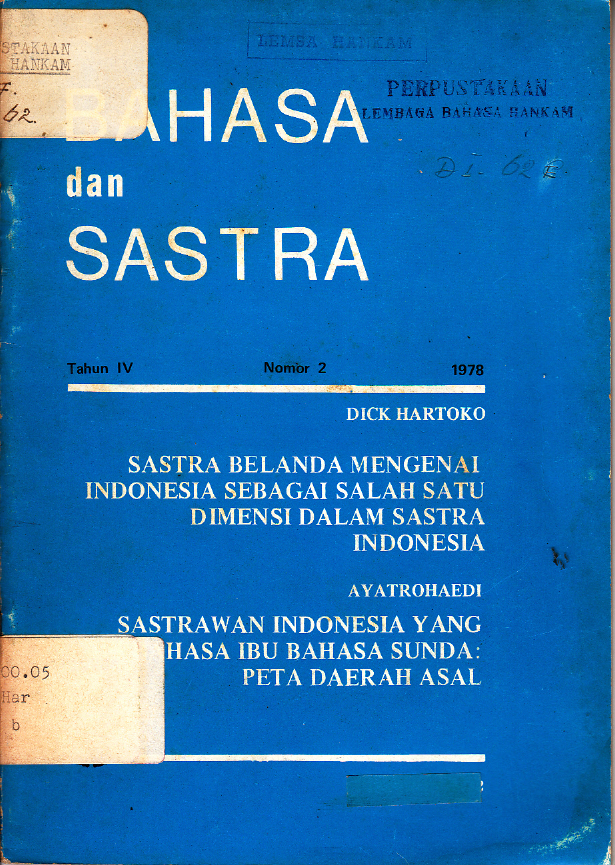 STAKAAN
HANKAM
F.
62.
LEMSA HANKAM
PERPUSTAKAAN
LEMBAGA BAHASA HANKAM
BAHASA
dan
SASTRA
Tahun IV Nomor 2 1978
DICK HARTOKO
SASTRA BELANDA MENGENAI
INDONESIA SEBAGAI SALAH SATU
DIMENSI DALAM SASTRA
INDONESIA
AYATROHAEDI
SASTRAWAN INDONESIA YANG
HASA IBU BAHASA SUNDA:
PETA DAERAH ASAL
00.05
Har
b